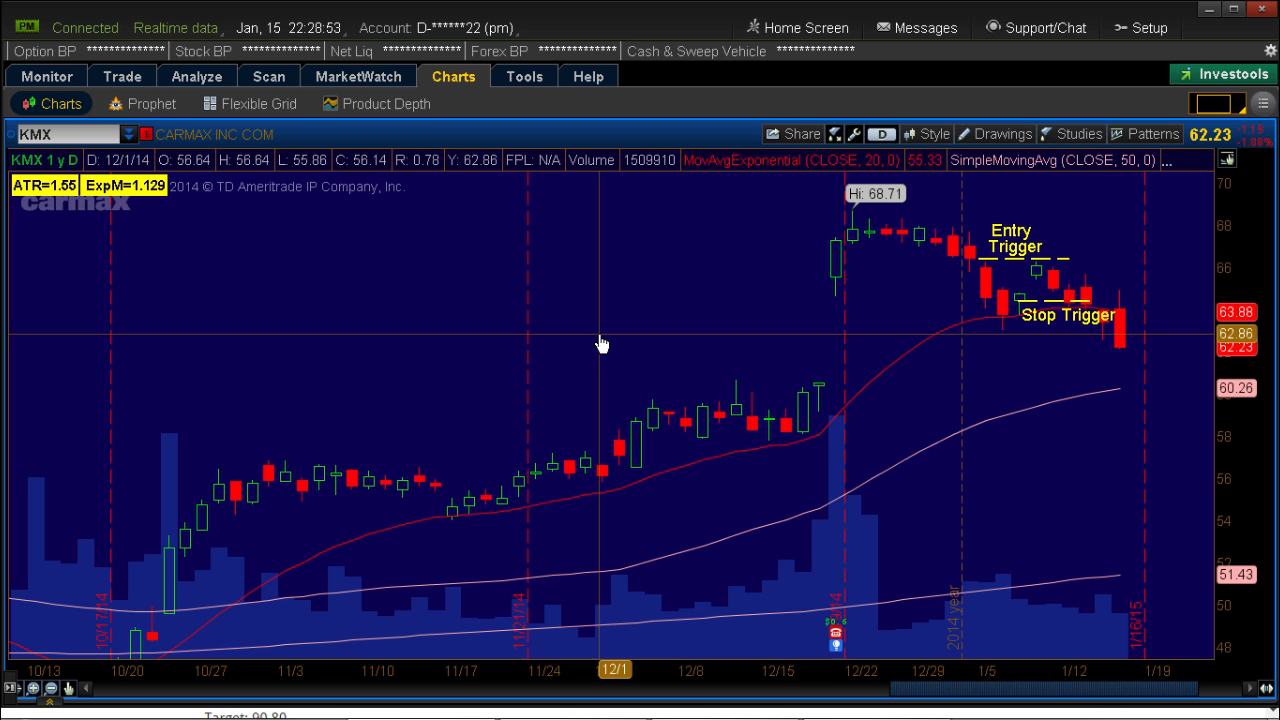 PM Connected Realtime data Jan, 15 22:28:53 Account: D-******22 (pm) Home Screen Messages Support/Chat Setup
Option BP ************* Stock BP ************* Net Liq ************* Forex BP ************* Cash & Sweep Vehicle *************
Monitor Trade Analyze Scan MarketWatch Charts Tools Help Investools
Charts Prophet Flexible Grid Product Depth
KMX CARMAX INC COM Share D Style Drawings Studies Patterns 62.23
KMX 1 y D D: 12/1/14 O: 56.64 H: 56.64 L: 55.86 C: 56.14 R: 0.78 Y: 62.86 FPL: N/A Volume 1509910 MovAvgExponential (CLOSE, 20, 0) 55.33 SimpleMovingAvg (CLOSE, 50, 0) ...
ATR=1.55 ExpM=1.129 2014 © TD Ameritrade IP Company, Inc.
carmax
Hi: 68.71
Entry
Trigger
Stop Trigger
70
68
66
63.88
62.86
62.23
60.26
58
56
54
51.43
50
48
10/17/14
11/21/14
2014 year
1/16/15
10/13 10/20 10/27 11/3 11/10 11/17 11/24 12/1 12/8 12/15 12/22 12/29 1/5 1/12 1/19
Target: 90.80